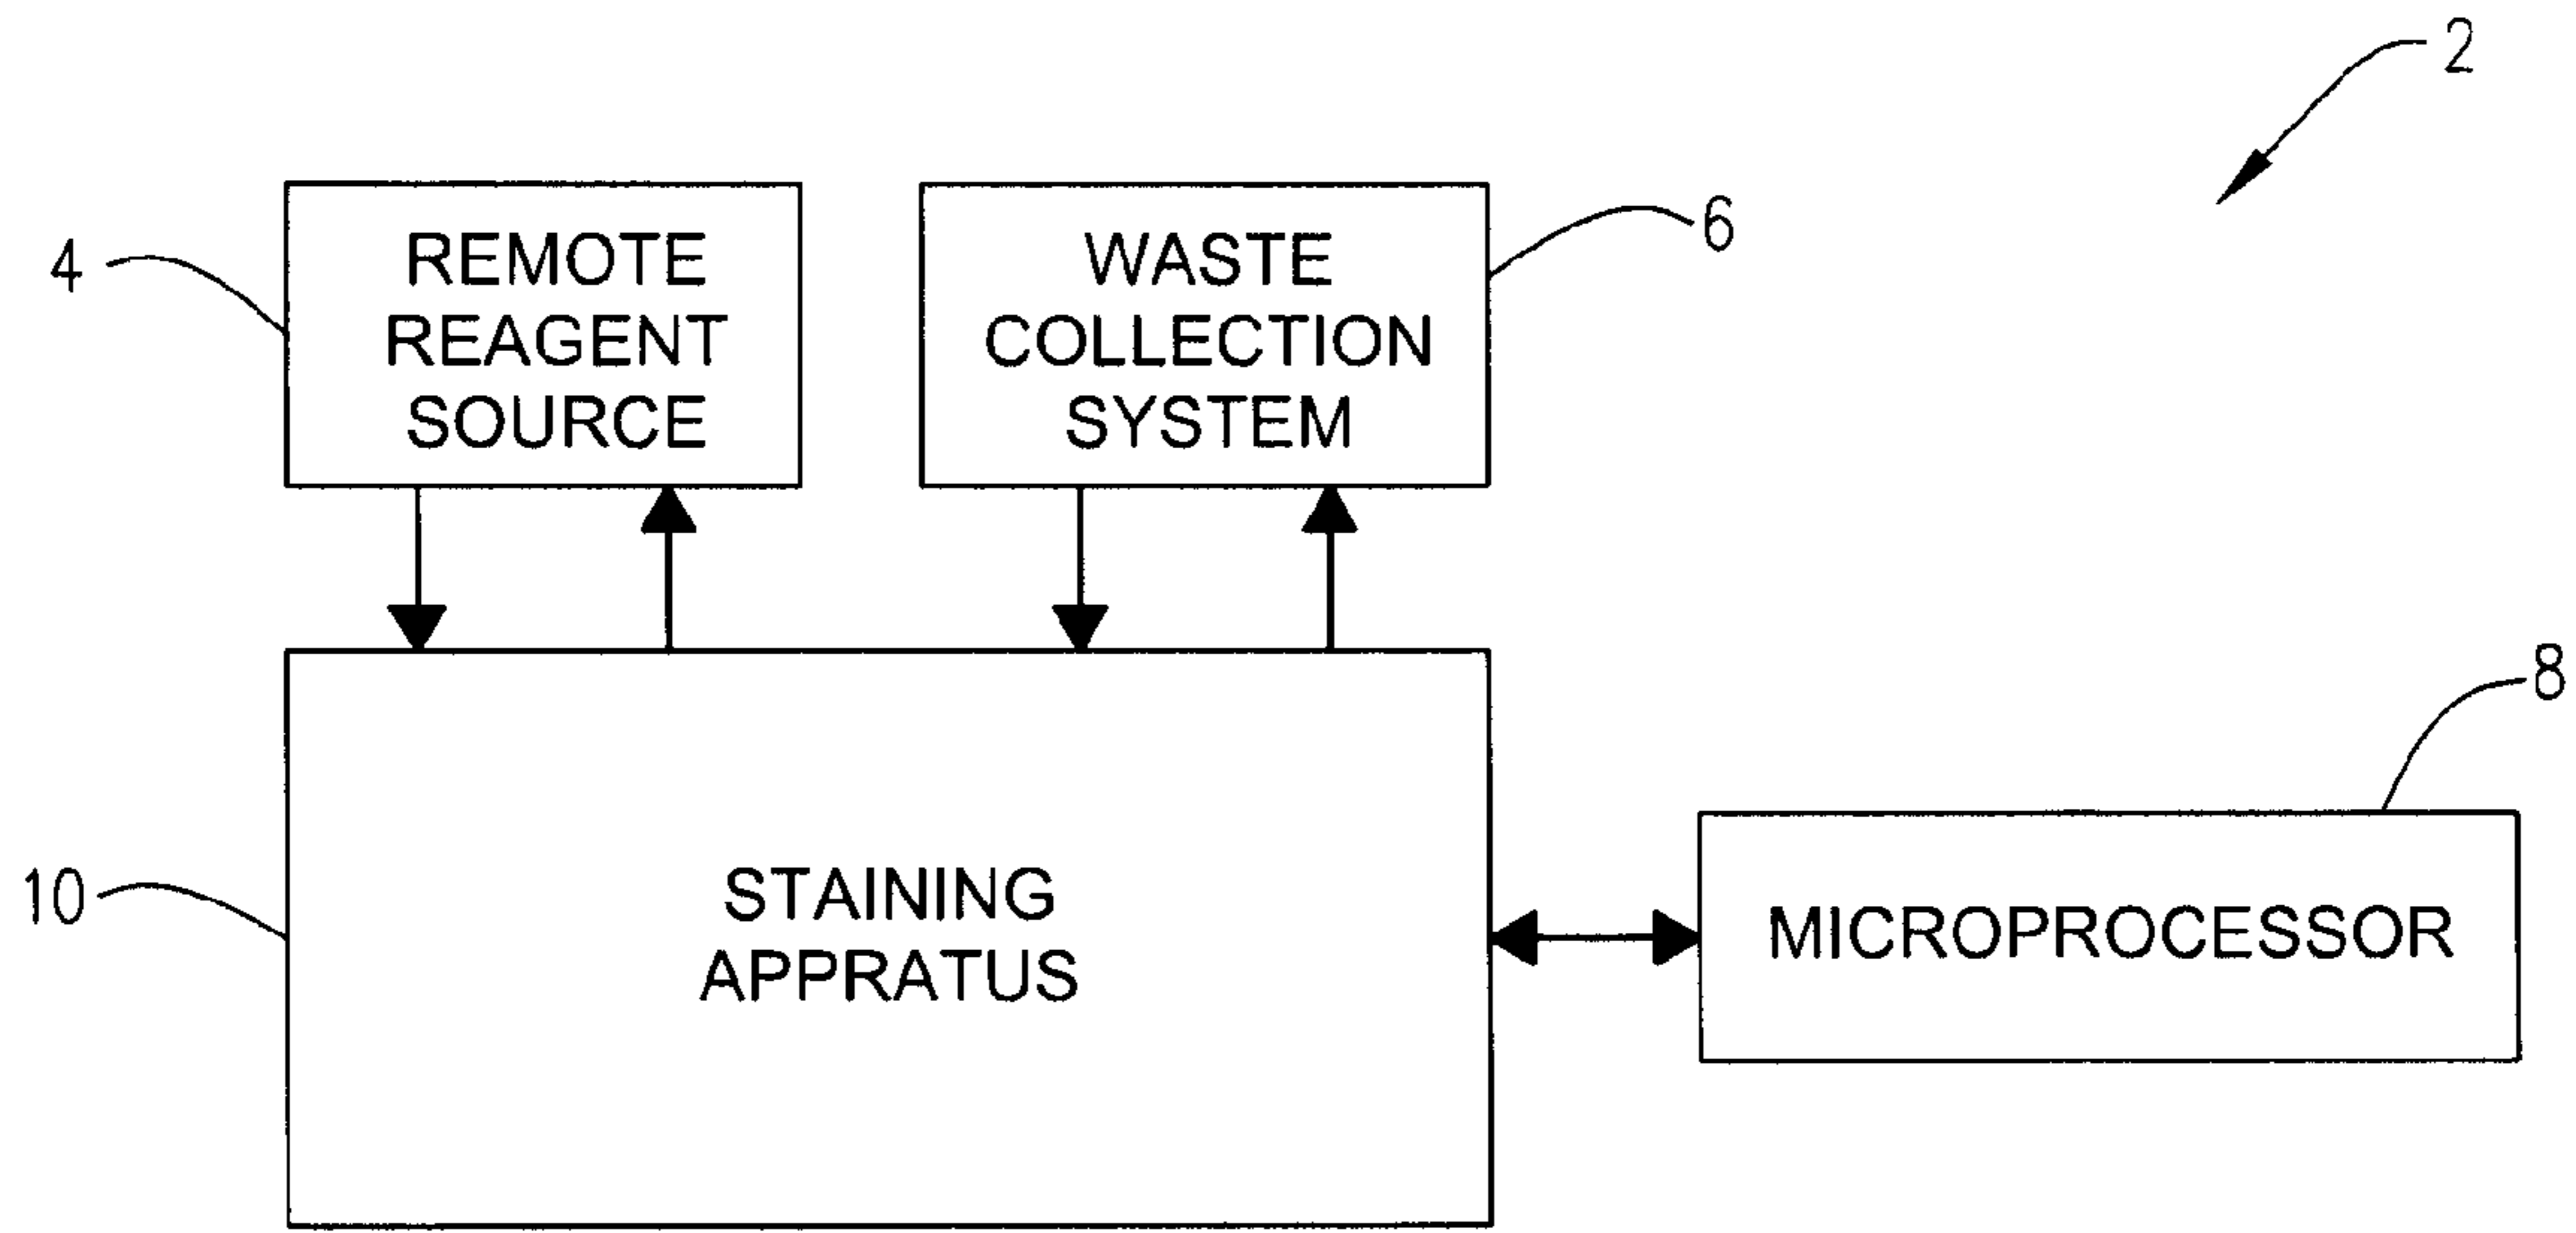 2
4
REMOTE
REAGENT
SOURCE
WASTE
COLLECTION
SYSTEM
6
8
10
STAINING
APPRATUS
MICROPROCESSOR